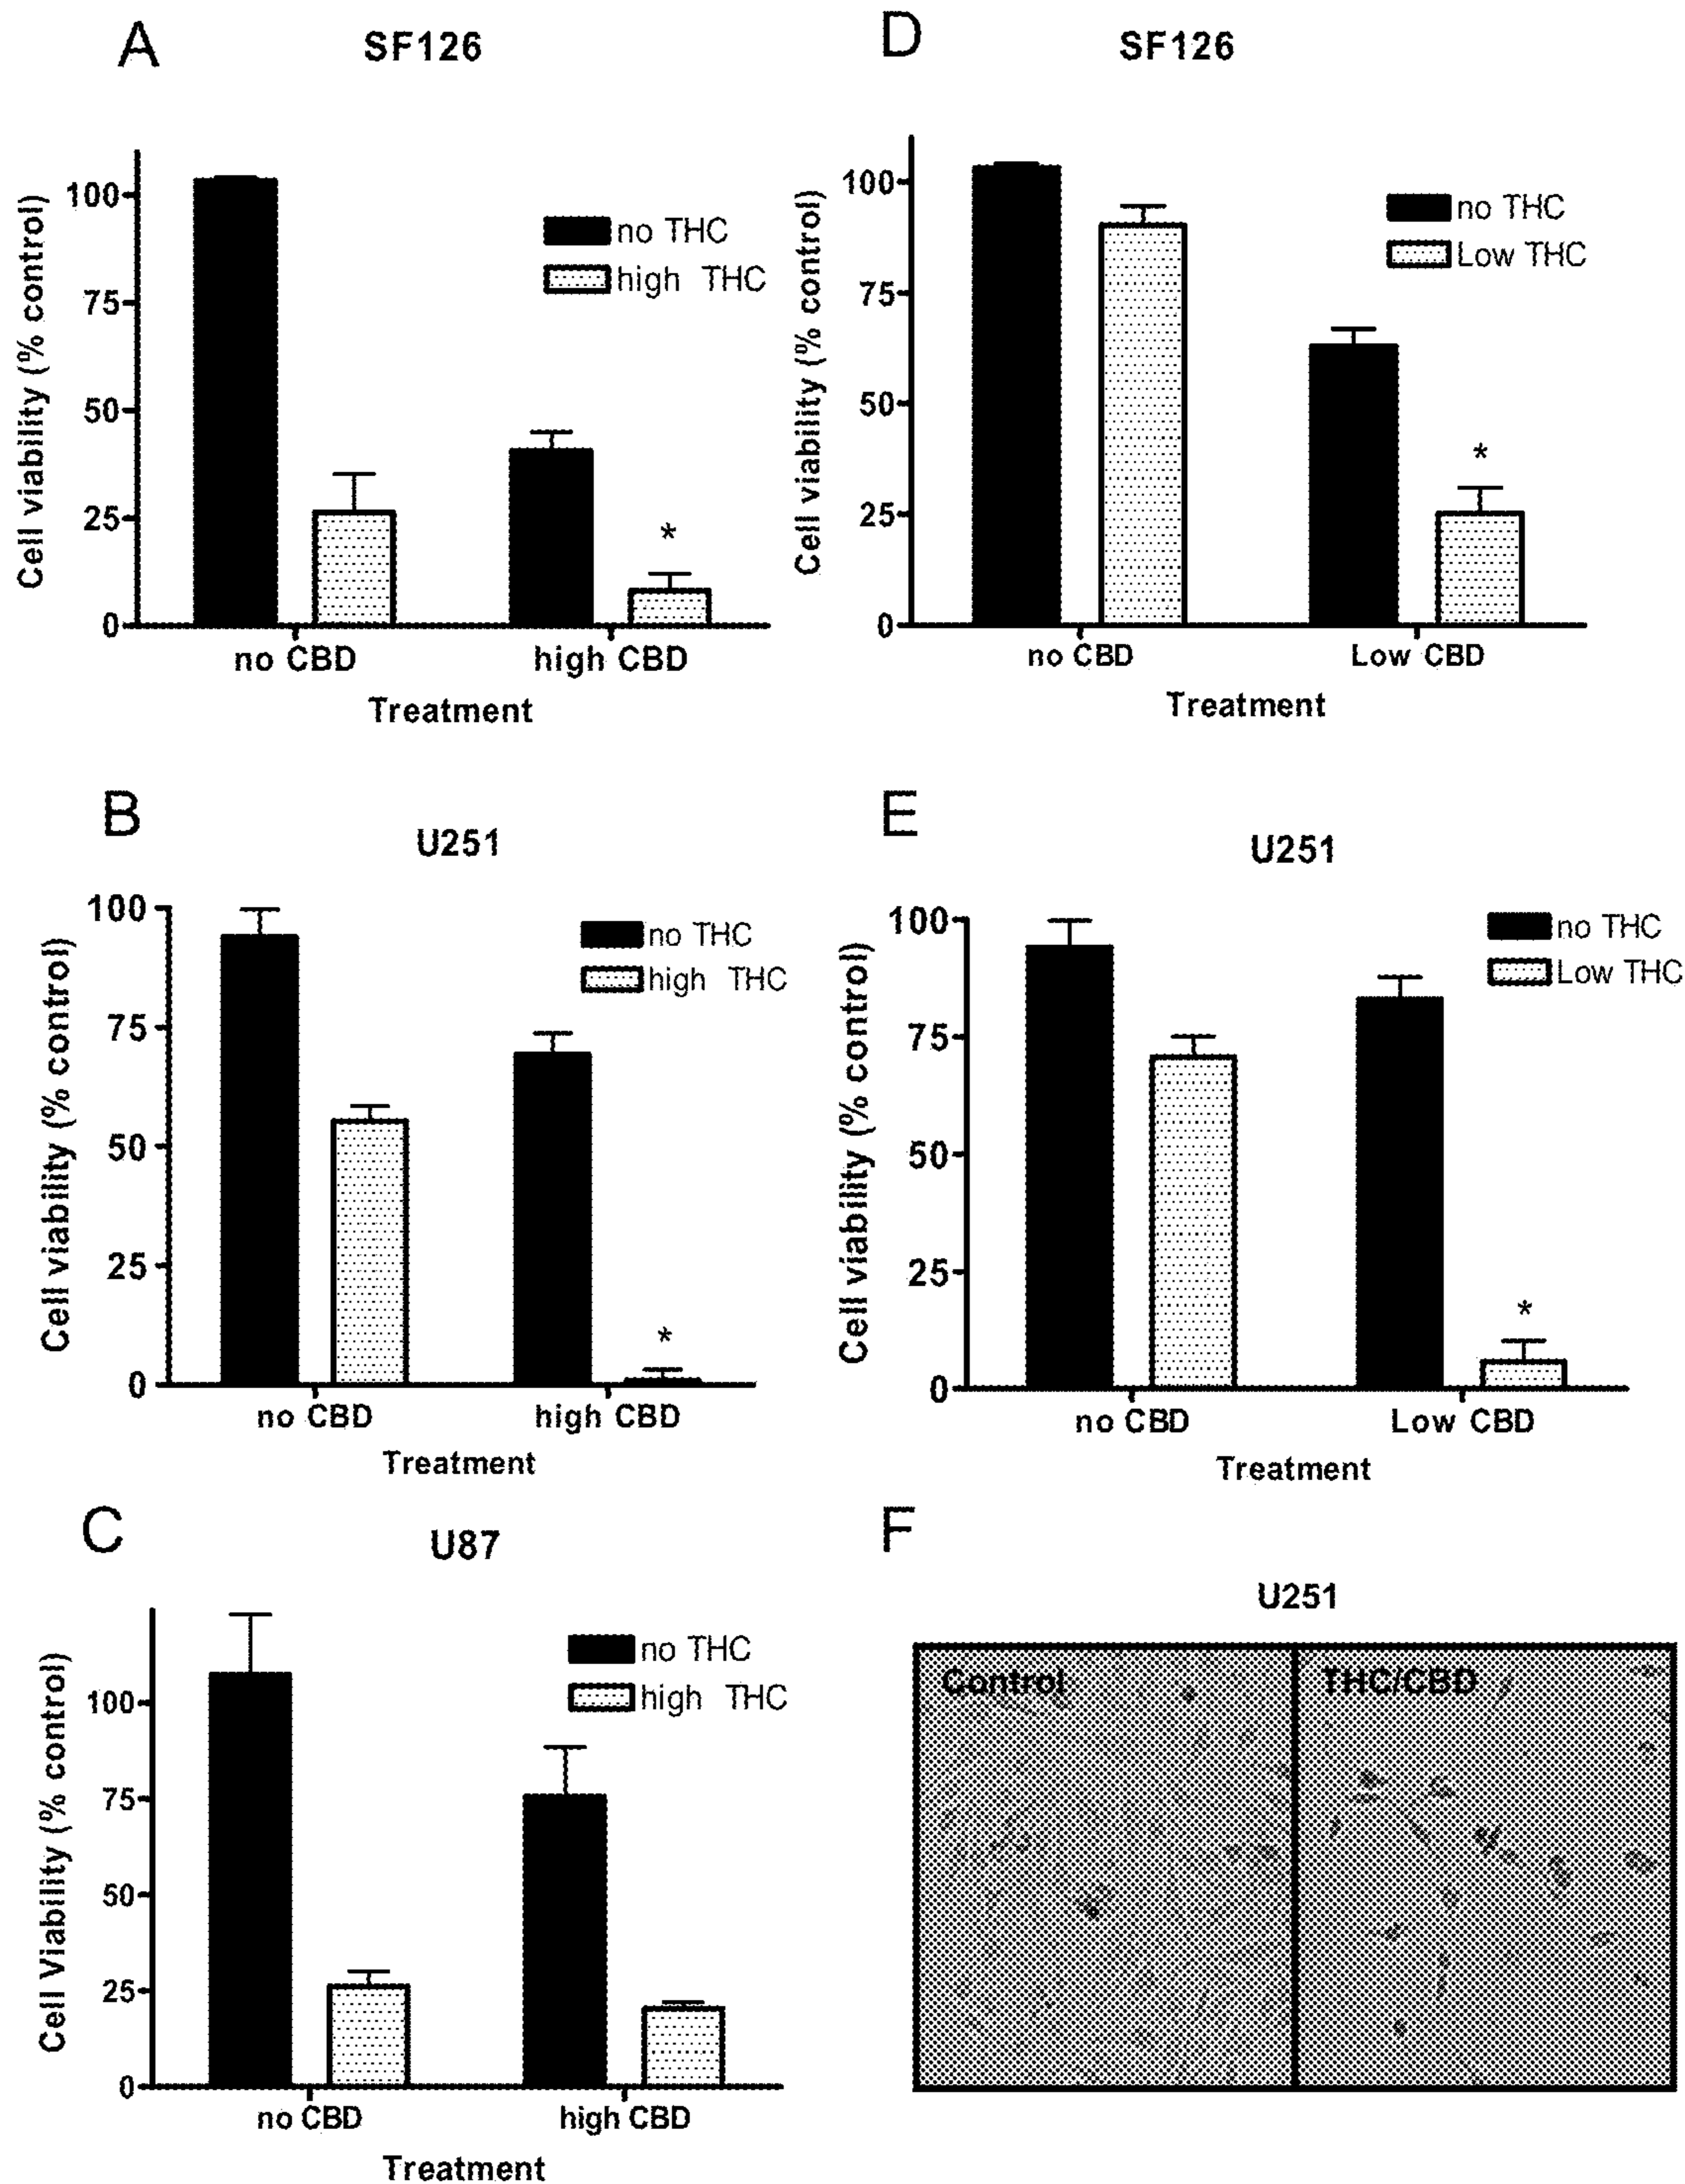 A
SF126
Cell viability (% control)
100
75
50
25
0
no THC
high THC
*
no CBD
high CBD
Treatment
D
SF126
Cell viability (% control)
100
75
50
25
0
no THC
Low THC
*
no CBD
Low CBD
Treatment
B
U251
Cell viability (% control)
100
75
50
25
0
no THC
high THC
*
no CBD
high CBD
Treatment
E
U251
Cell viability (% control)
100
75
50
25
0
no THC
Low THC
*
no CBD
Low CBD
Treatment
C
U87
Cell Viability (% control)
100
75
50
25
0
no THC
high THC
no CBD
high CBD
Treatment
F
U251
Control
THC/CBD